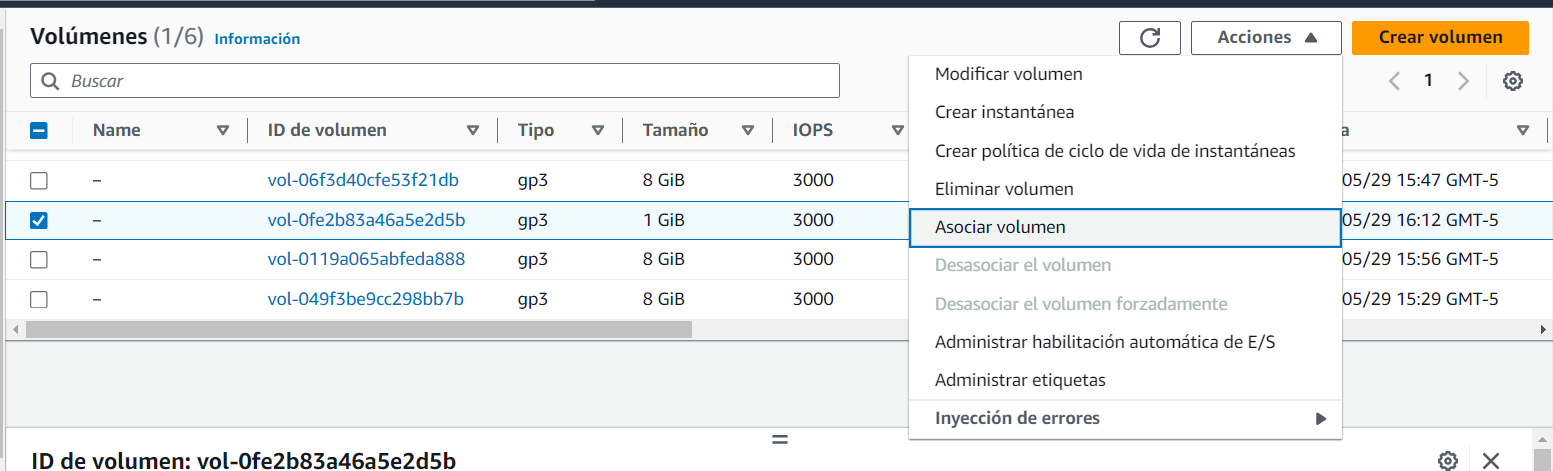 Volúmenes (1/6) Información
Acciones
Crear volumen
Buscar
1
Name ID de volumen Tipo Tamaño IOPS a
– vol-06f3d40cfe53f21db gp3 8 GiB 3000 05/29 15:47 GMT-5
– vol-0fe2b83a46a5e2d5b gp3 1 GiB 3000 05/29 16:12 GMT-5
– vol-0119a065abfeda888 gp3 8 GiB 3000 05/29 15:56 GMT-5
– vol-049f3be9cc298bb7b gp3 8 GiB 3000 05/29 15:29 GMT-5
Modificar volumen
Crear instantánea
Crear política de ciclo de vida de instantáneas
Eliminar volumen
Asociar volumen
Desasociar el volumen
Desasociar el volumen forzadamente
Administrar habilitación automática de E/S
Administrar etiquetas
Inyección de errores
ID de volumen: vol-0fe2b83a46a5e2d5b